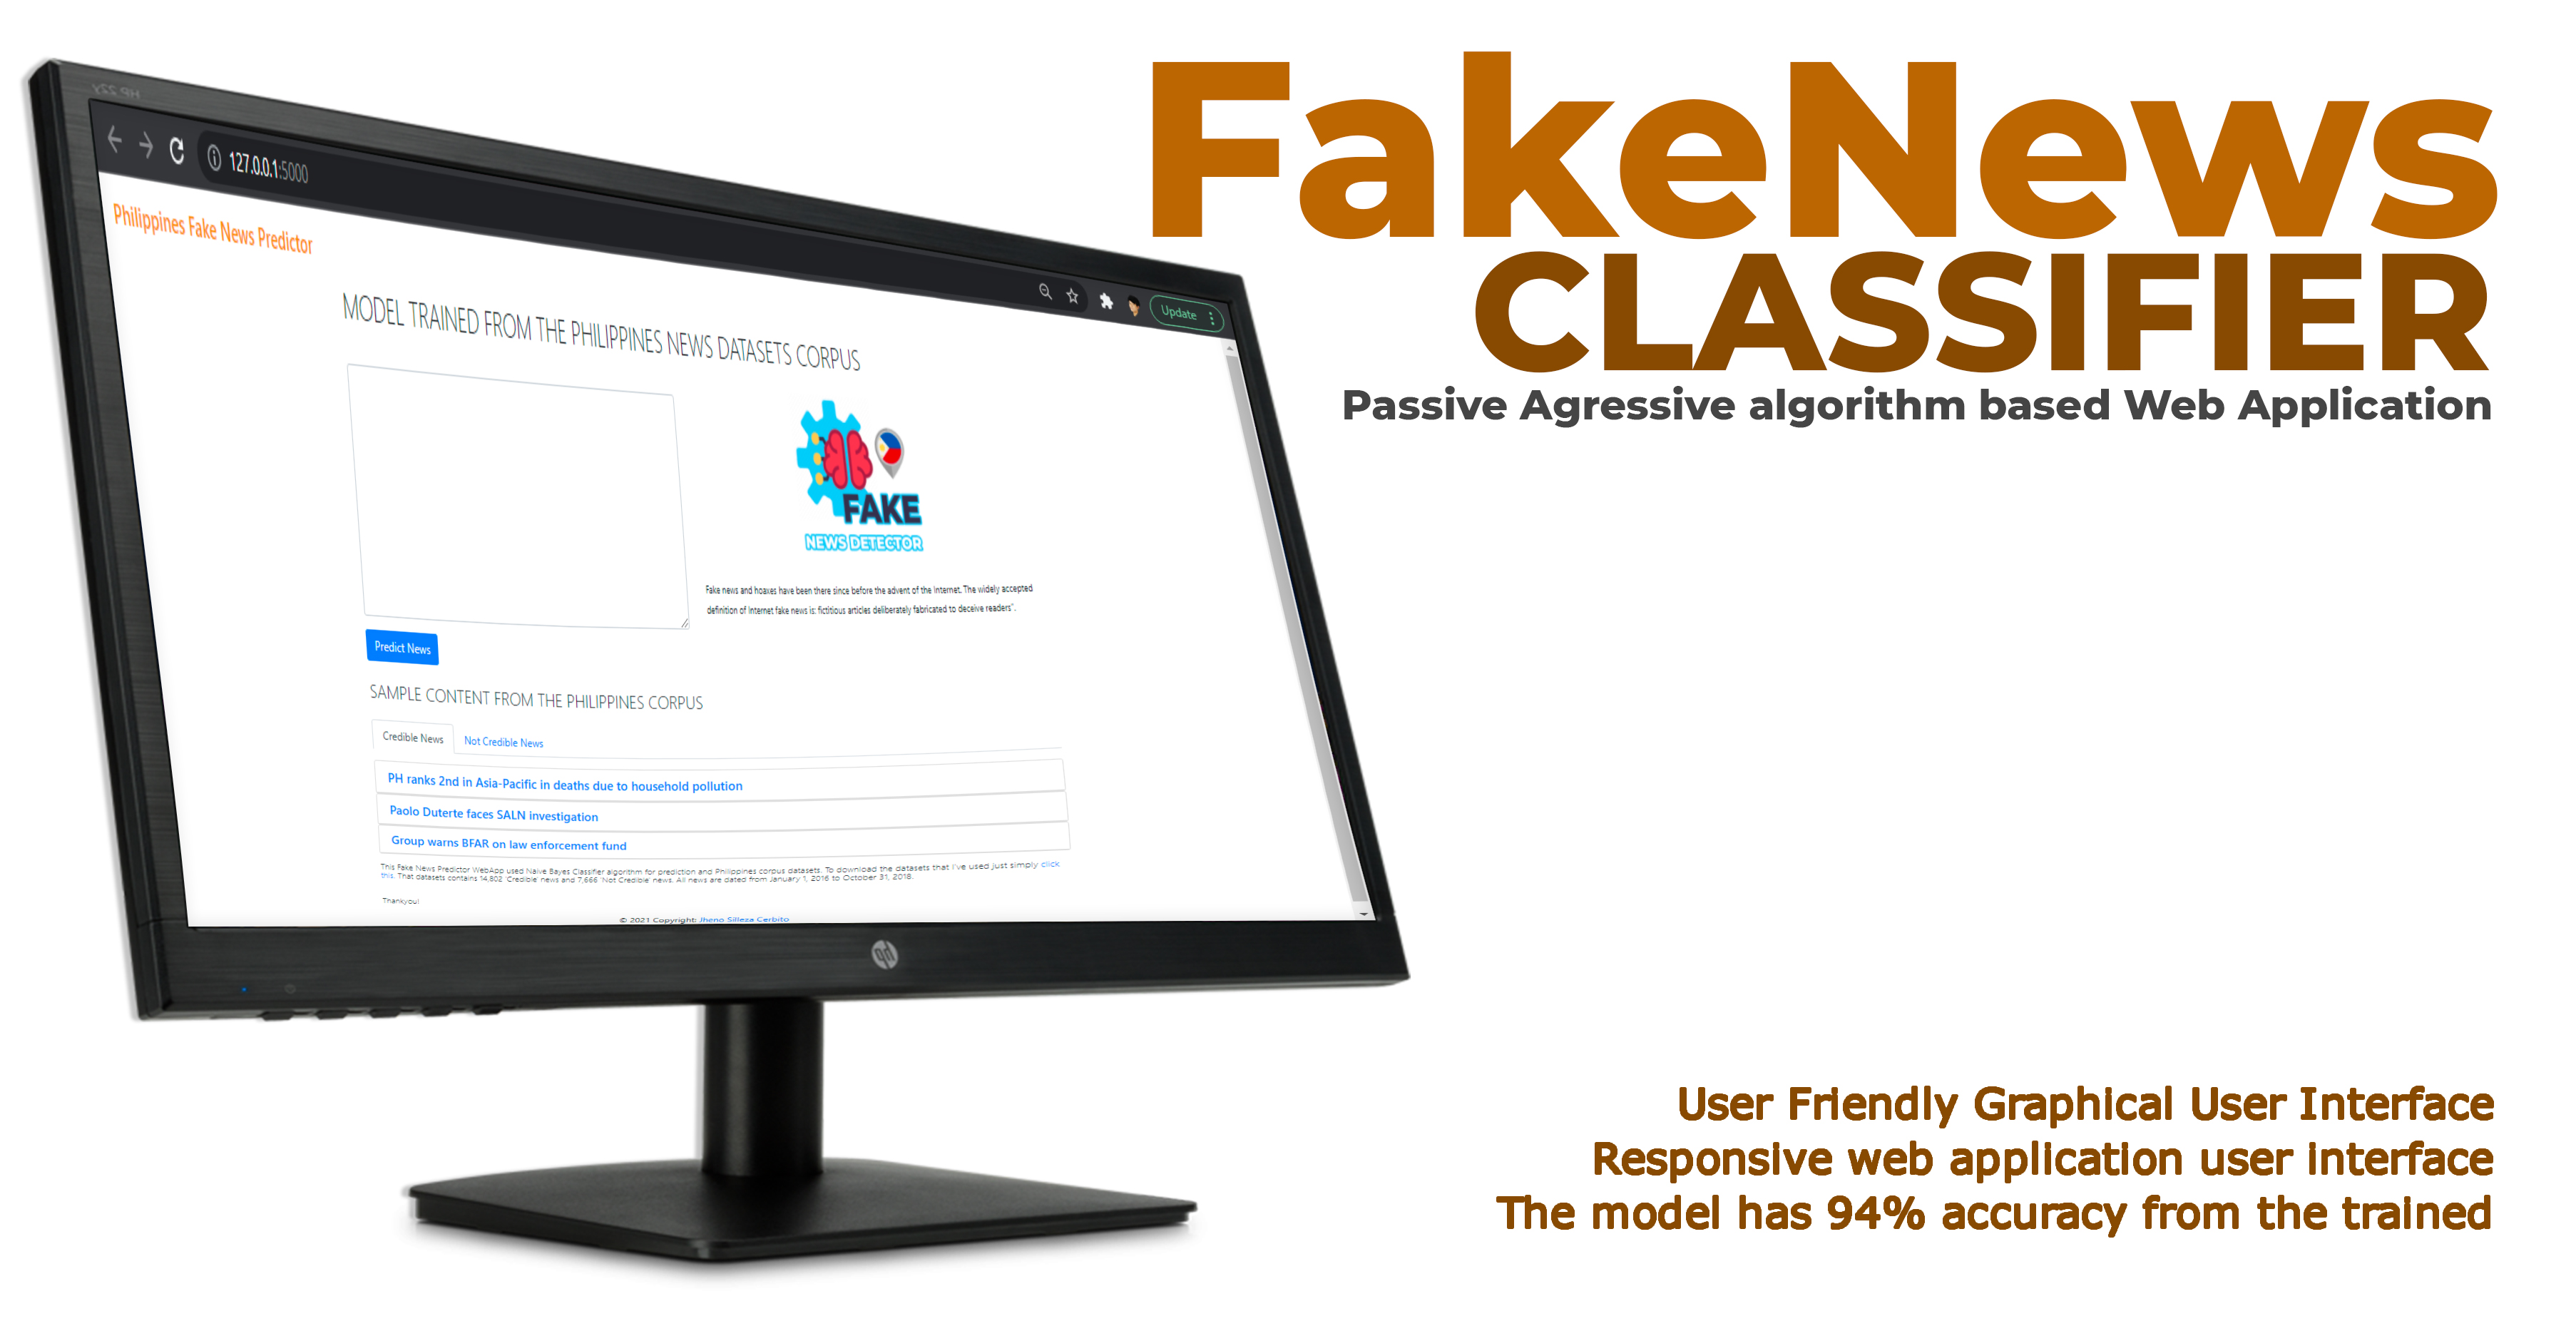 FakeNews
CLASSIFIER
Passive Agressive algorithm based Web Application
HP 22y
127.0.0.1:5000
Update
Philippines Fake News Predictor
MODEL TRAINED FROM THE PHILIPPINES NEWS DATASETS CORPUS
FAKE
NEWS DETECTOR
Fake news and hoaxes have been there since before the advent of the Internet. The widely accepted
definition of Internet fake news is: fictitious articles deliberately fabricated to deceive readers".
Predict News
SAMPLE CONTENT FROM THE PHILIPPINES CORPUS
Credible News
Not Credible News
PH ranks 2nd in Asia-Pacific in deaths due to household pollution
Paolo Duterte faces SALN investigation
Group warns BFAR on law enforcement fund
This Fake News Predictor WebApp used Naive Bayes Classifier algorithm for prediction and Philippines corpus datasets. To download the datasets that I've used just simply click
this. That datasets contains 14,802 'Credible' news and 7,666 'Not Credible' news. All news are dated from January 1, 2016 to October 31, 2018.
Thankyou!
© 2021 Copyright: Jheno Silleza Cerbito
hp
User Friendly Graphical User Interface
Responsive web application user interface
The model has 94% accuracy from the trained